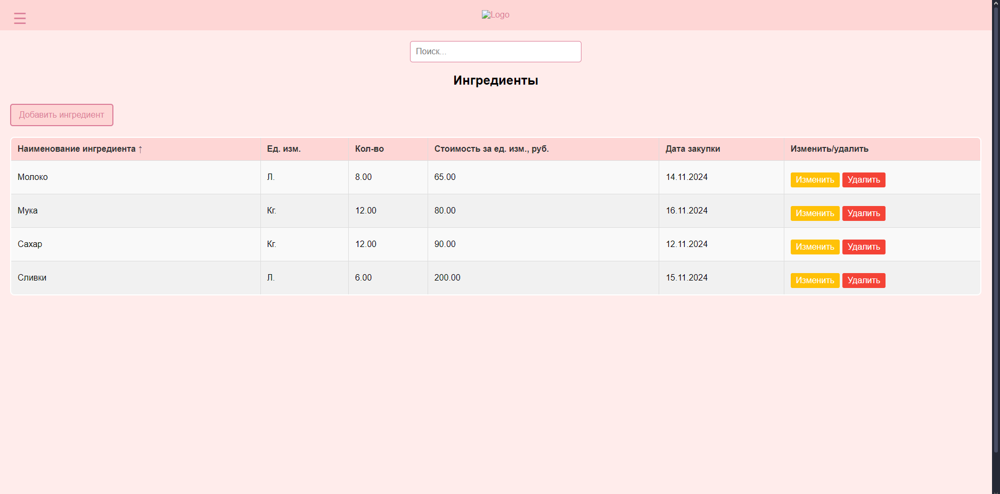 ☰
Logo
Поиск...
Ингредиенты
Добавить ингредиент
Наименование ингредиента ↑ Ед. изм. Кол-во Стоимость за ед. изм., руб. Дата закупки Изменить/удалить
Молоко Л. 8.00 65.00 14.11.2024 Изменить Удалить
Мука Кг. 12.00 80.00 16.11.2024 Изменить Удалить
Сахар Кг. 12.00 90.00 12.11.2024 Изменить Удалить
Сливки Л. 6.00 200.00 15.11.2024 Изменить Удалить